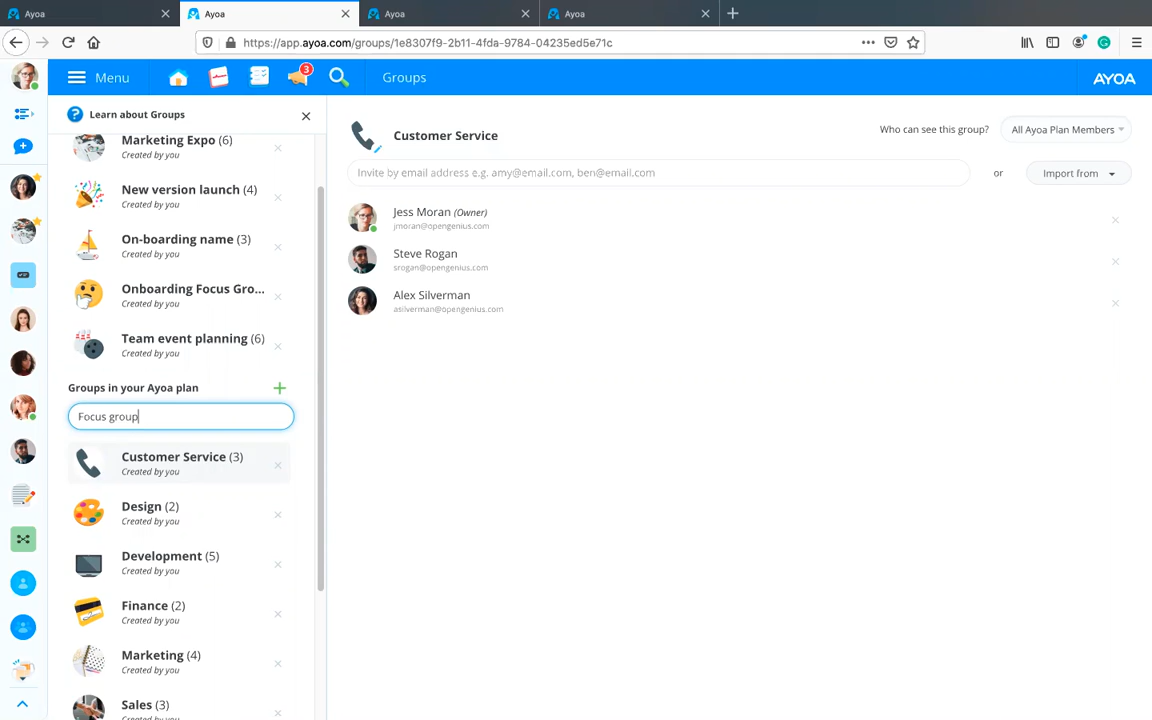 Ayoa
Ayoa
Ayoa
Ayoa
https://app.ayoa.com/groups/1e8307f9-2b11-4fda-9784-04235ed5e71c
Menu
3
Groups
AYOA
Learn about Groups
Marketing Expo (6)
Created by you
New version launch (4)
Created by you
On-boarding name (3)
Created by you
Onboarding Focus Gro...
Created by you
Team event planning (6)
Created by you
Groups in your Ayoa plan
Focus group
Customer Service (3)
Created by you
Design (2)
Created by you
Development (5)
Created by you
Finance (2)
Created by you
Marketing (4)
Created by you
Sales (3)
Created by you
Customer Service
Who can see this group?
All Ayoa Plan Members
Invite by email address e.g. amy@email.com, ben@email.com
or
Import from
Jess Moran (Owner)
jmoran@opengenius.com
Steve Rogan
srogan@opengenius.com
Alex Silverman
asilverman@opengenius.com